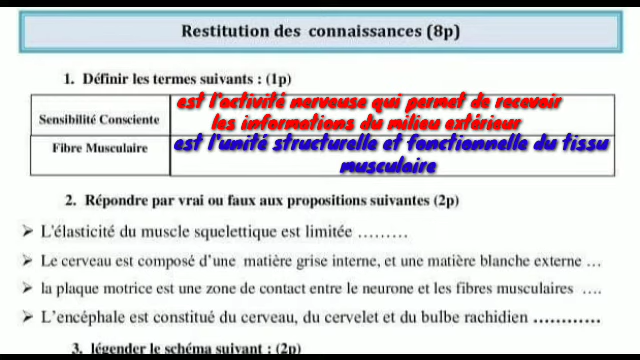 Restitution des connaissances (8p)
1. Définir les termes suivants : (1p)
Sensibilité Consciente
est l'activité nerveuse qui permet de recevoir
les informations du milieu extérieur
Fibre Musculaire
est l'unité structurelle et fonctionnelle du tissu
musculaire
2. Répondre par vrai ou faux aux propositions suivantes (2p)
➢ L'élasticité du muscle squelettique est limitée ………
➢ Le cerveau est composé d'une matière grise interne, et une matière blanche externe …
➢ la plaque motrice est une zone de contact entre le neurone et les fibres musculaires ….
➢ L'encéphale est constitué du cerveau, du cervelet et du bulbe rachidien …………
3. légender le schéma suivant : (2p)